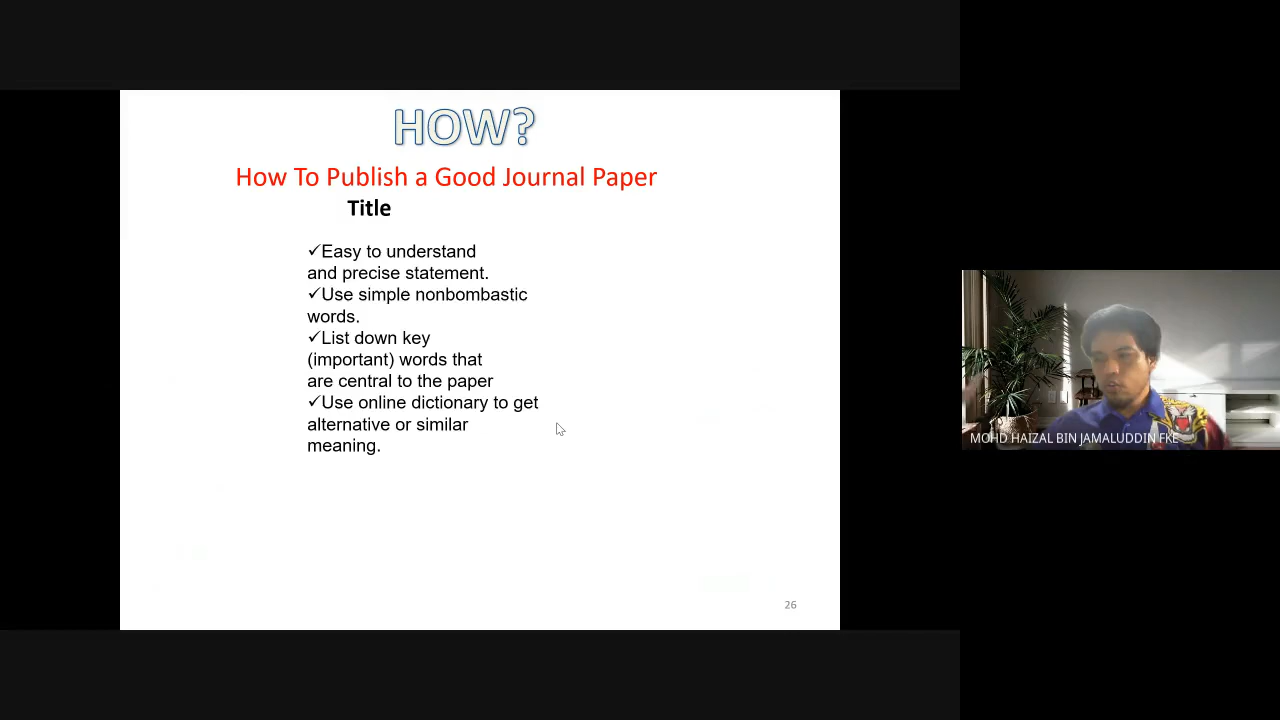 HOW?
How To Publish a Good Journal Paper
Title
✓Easy to understand
and precise statement.
✓Use simple nonbombastic
words.
✓List down key
(important) words that
are central to the paper
✓Use online dictionary to get
alternative or similar
meaning.
26
MOHD HAIZAL BIN JAMALUDDIN FKE